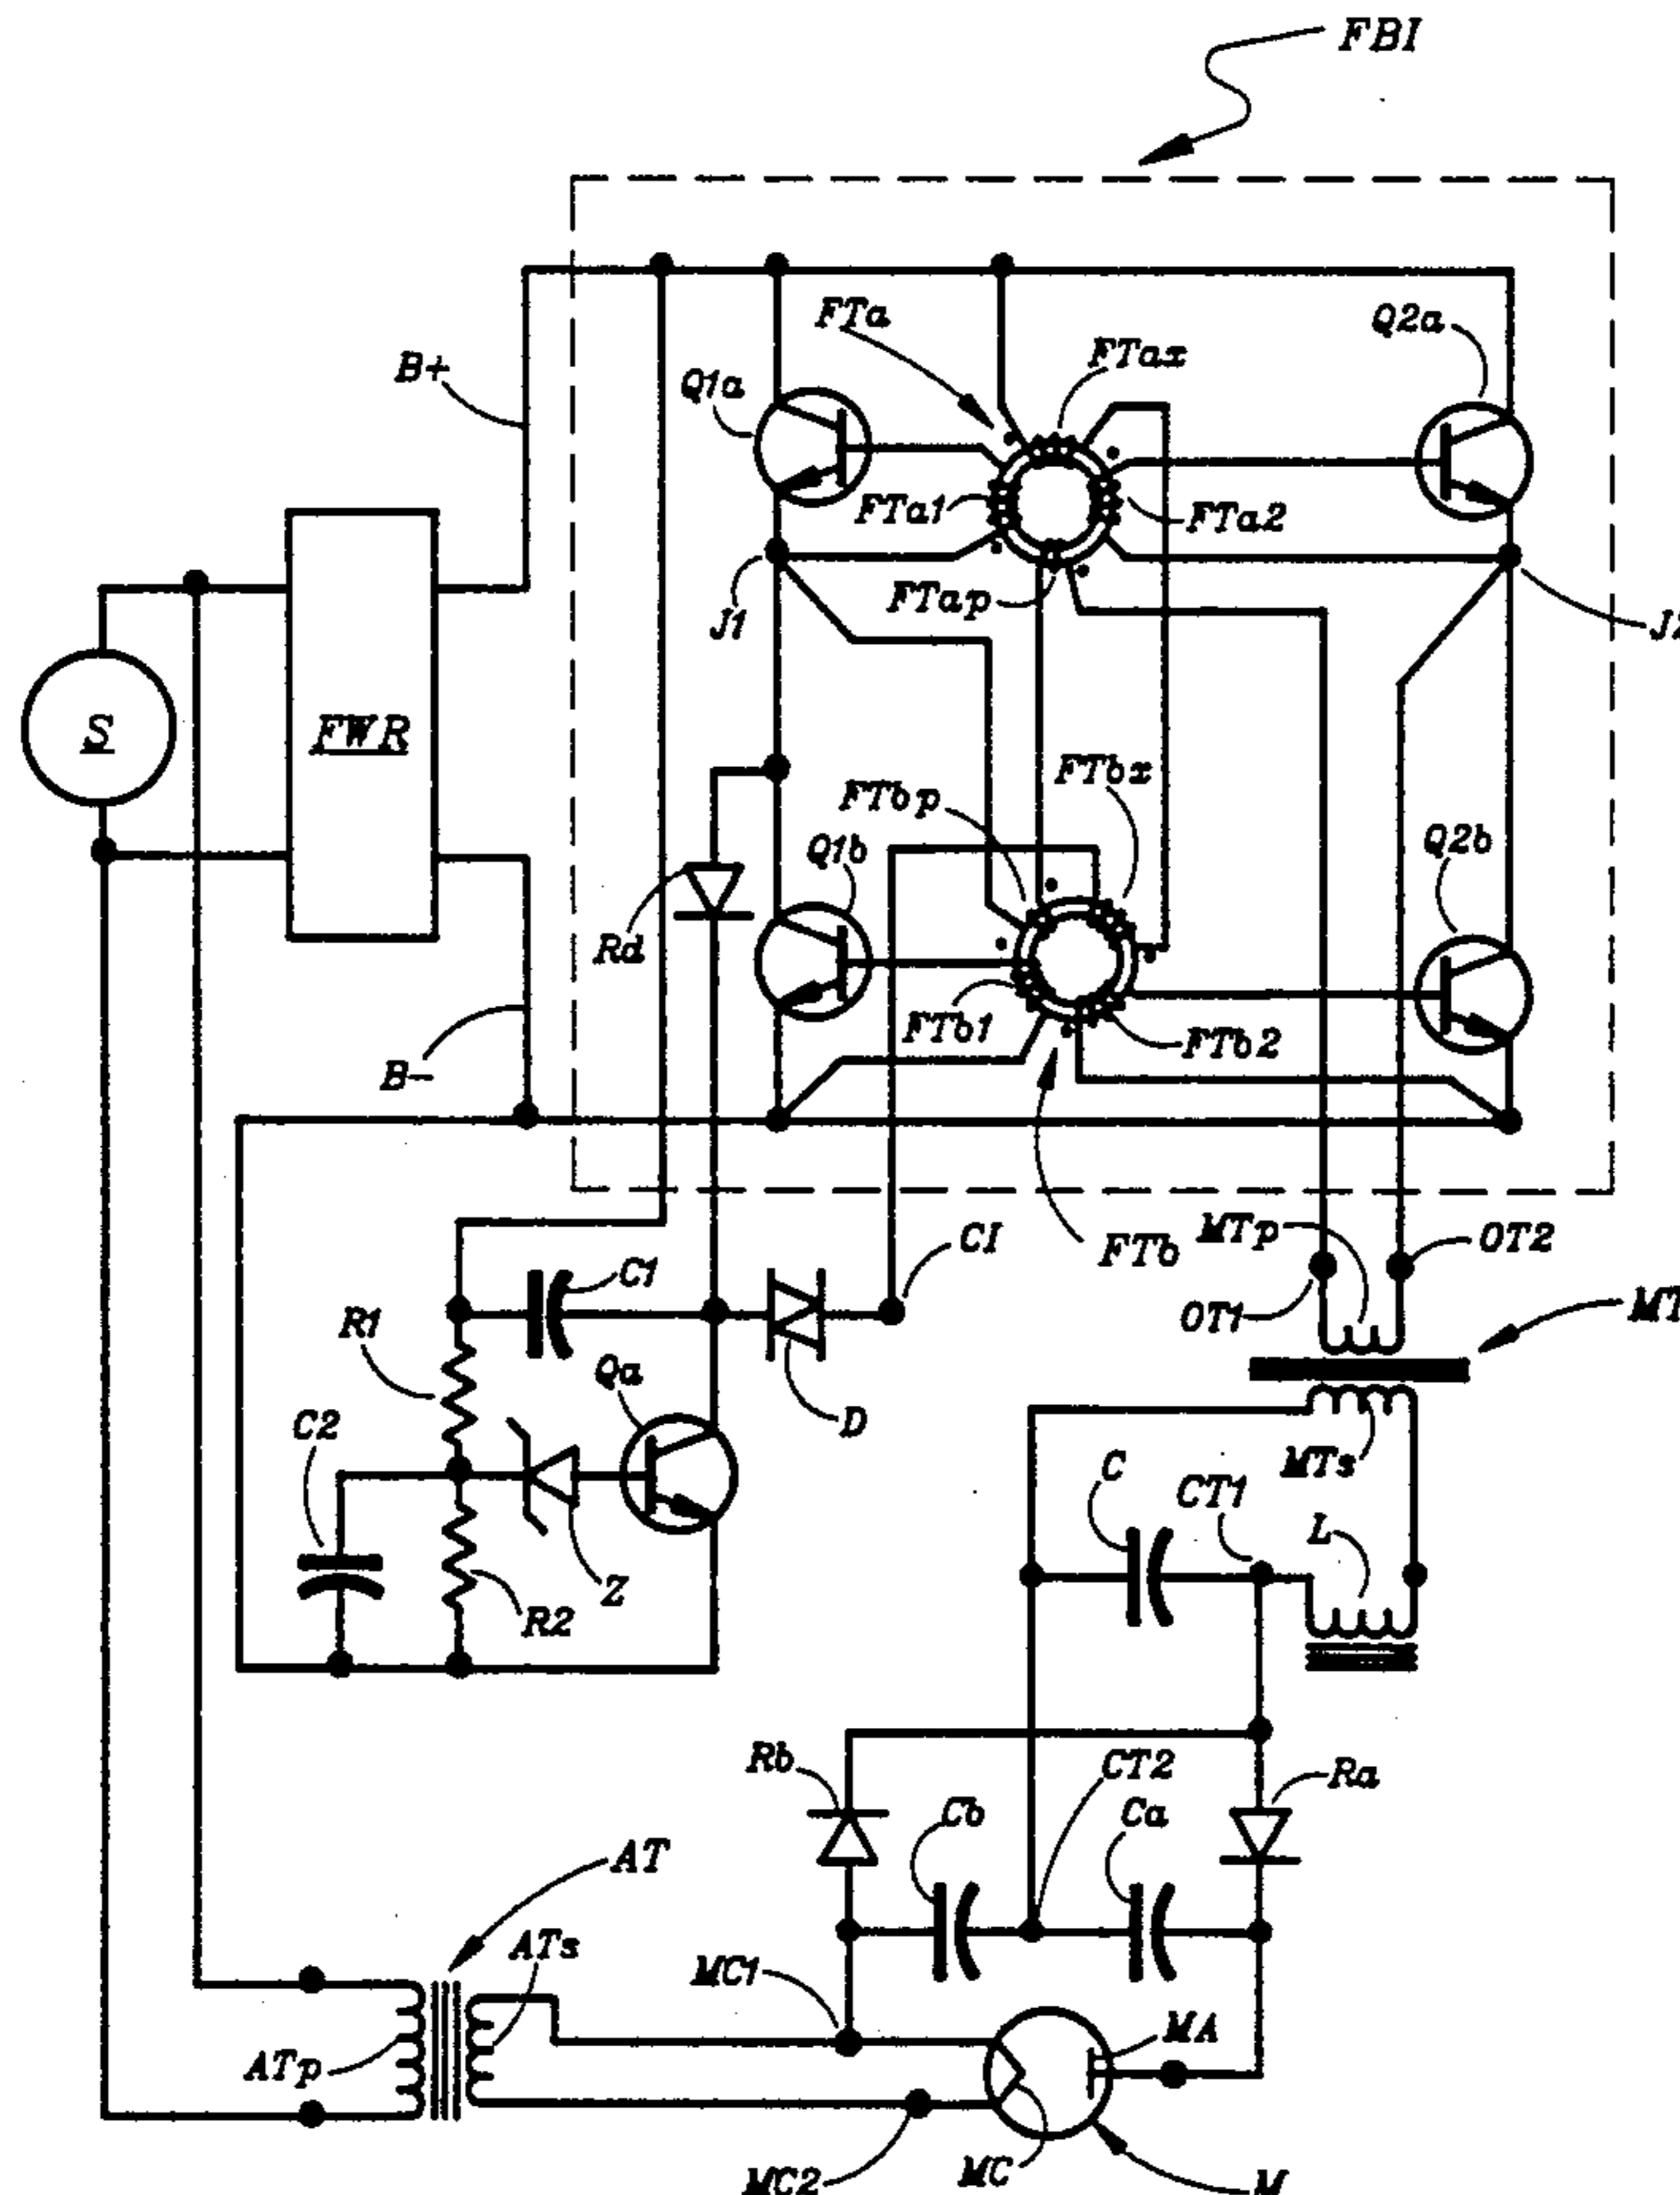 FBI
FTa
FTax
Q2a
B+
Q1a
FTa1
FTa2
FTap
J1
S
FWR
FTbx
FTbp
Q1b
Q2b
Rd
FTb1
FTb2
B-
MTp
CI
FTb
OT2
C1
OT1
R1
MT
Qa
C2
D
MTs
C
CT1
L
Z
R2
Rb
CT2
Ra
Cb
Ca
AT
ATs
MC1
MA
ATp
MC
MC2
M